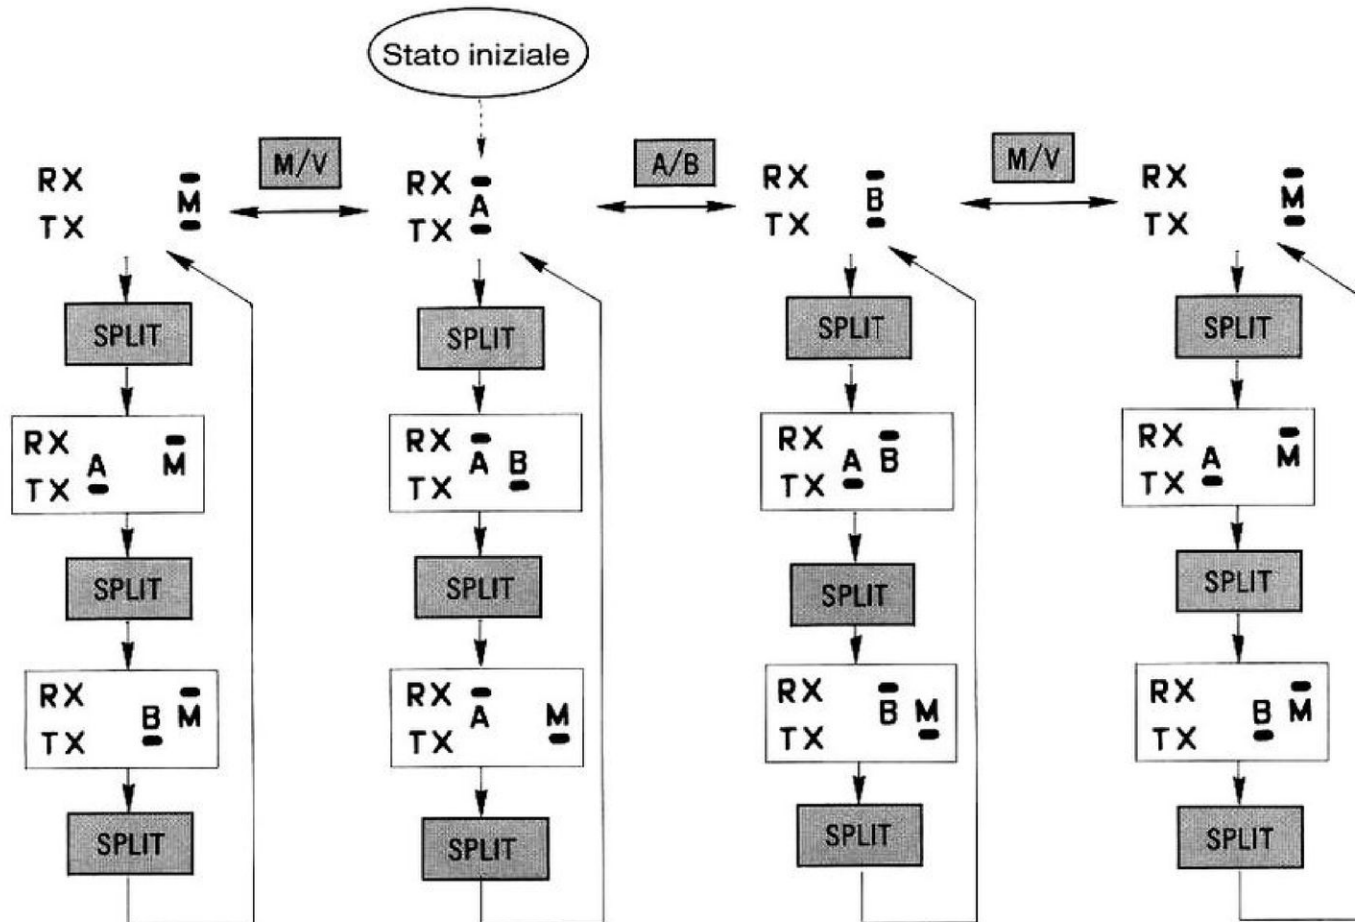 Stato iniziale
M/V A/B M/V
RX RX RX RX
M A B M
TX TX TX TX
SPLIT SPLIT SPLIT SPLIT
RX M RX A RX B RX M
TX A TX B TX A TX A
SPLIT SPLIT SPLIT SPLIT
RX M RX A RX B RX M
TX B TX M TX M TX B
SPLIT SPLIT SPLIT SPLIT